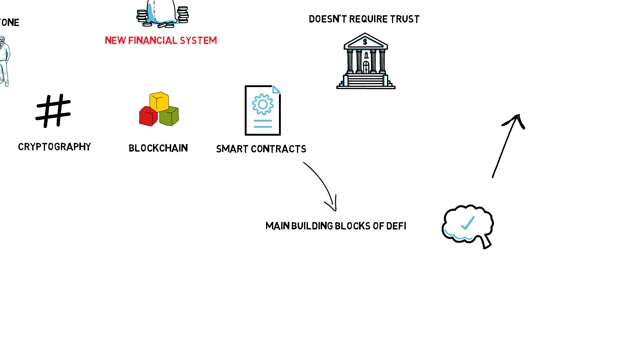 DOESN'T REQUIRE TRUST
NEW FINANCIAL SYSTEM
$
#
CRYPTOGRAPHY
BLOCKCHAIN
SMART CONTRACTS
MAIN BUILDING BLOCKS OF DEFI